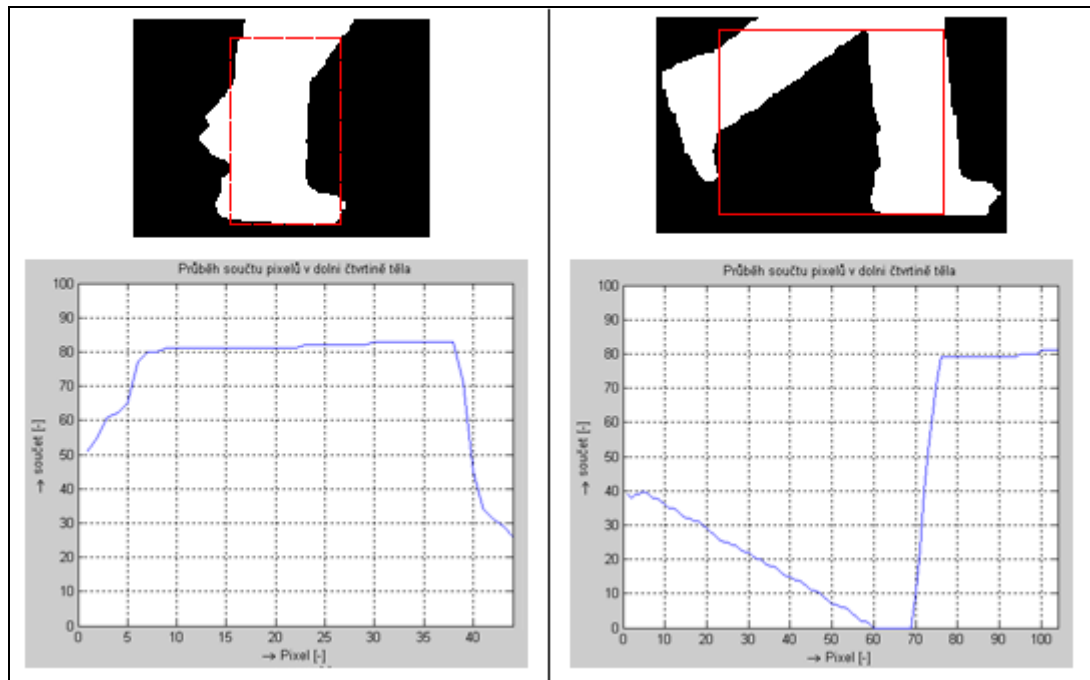 Průběh součtu pixelů v dolni čtvrtině těla
100
90
80
70
60
50
40
30
20
10
0
→ součet [-]
0 5 10 15 20 25 30 35 40
→ Pixel [-]
Průběh součtu pixelů v dolni čtvrtině těla
100
90
80
70
60
50
40
30
20
10
0
→ součet [-]
0 10 20 30 40 50 60 70 80 90 100
→ Pixel [-]